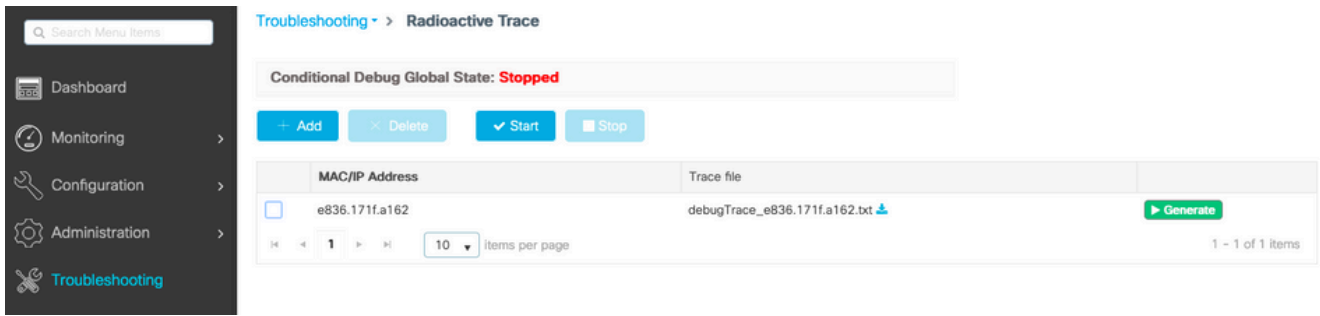 Search Menu Items
Dashboard
Monitoring
Configuration
Administration
Troubleshooting
Troubleshooting > Radioactive Trace
Conditional Debug Global State: Stopped
+ Add × Delete ✔ Start Stop
MAC/IP Address Trace file
e836.171f.a162 debugTrace_e836.171f.a162.txt Generate
1 10 items per page 1 - 1 of 1 items